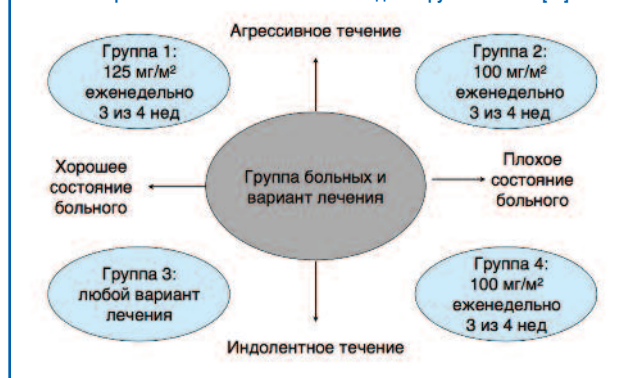 Агрессивное течение
Группа 1:
125 мг/м²
еженедельно
3 из 4 нед
Группа 2:
100 мг/м²
еженедельно
3 из 4 нед
Хорошее
состояние
больного
Группа больных и
вариант лечения
Плохое
состояние
больного
Группа 3:
любой вариант
лечения
Группа 4:
100 мг/м²
еженедельно
3 из 4 нед
Индолентное течение